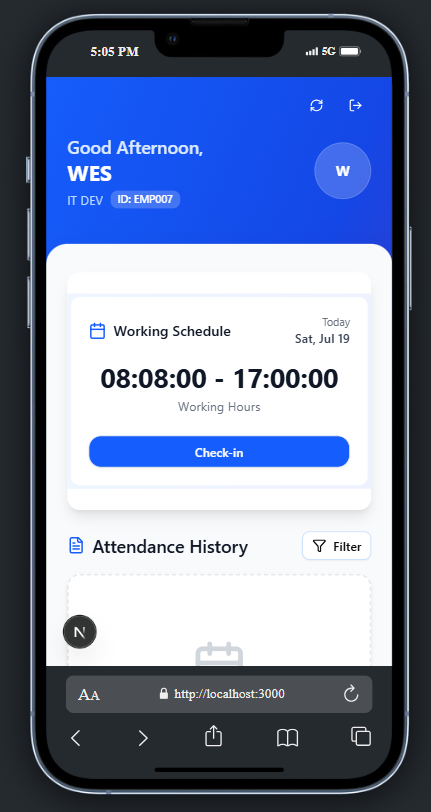 5:05 PM
5G
Good Afternoon,
WES
W
IT DEV
ID: EMP007
Working Schedule
Today
Sat, Jul 19
08:08:00 - 17:00:00
Working Hours
Check-in
Attendance History
Filter
N
AA
http://localhost:3000